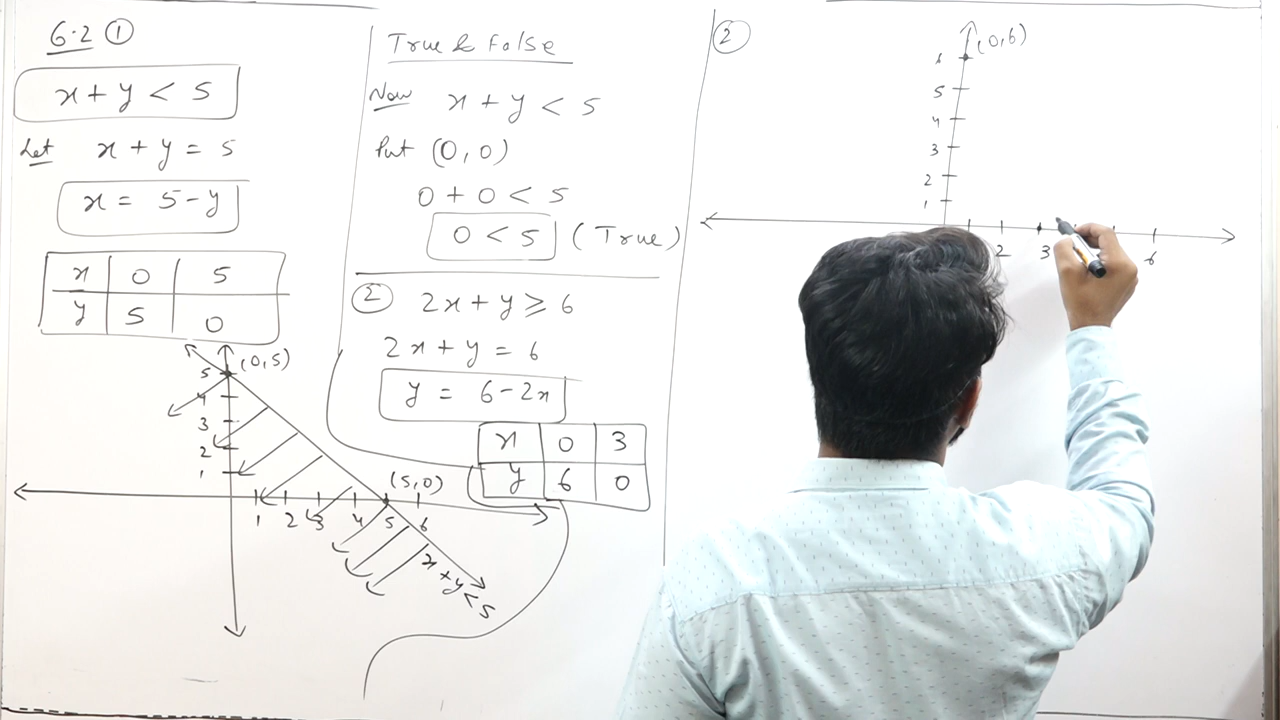 6.2 ①
x + y < 5
Let x + y = 5
x = 5 - y
x 0 5
y 5 0
(0,5)
5
4
3
2
1
(5,0)
1 2 3 4 5 6
x + y < 5
True & False
Now x + y < 5
Put (0,0)
0 + 0 < 5
0 < 5 (True)
② 2x + y ⩾ 6
2x + y = 6
y = 6 - 2x
x 0 3
y 6 0
②
(0,6)
6
5
4
3
2
1
2 3 6